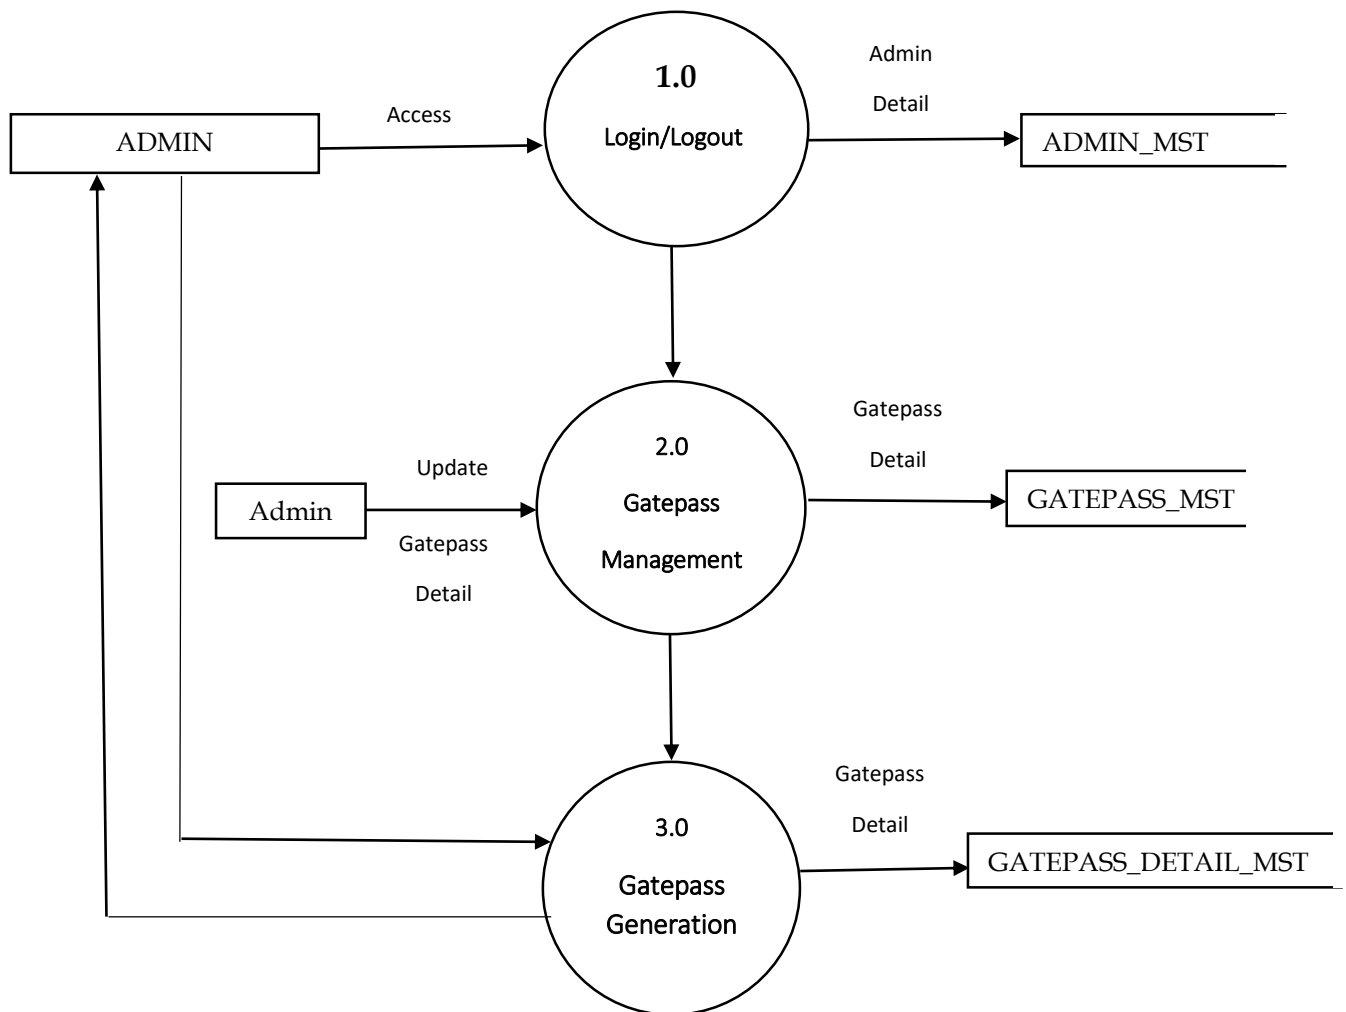 1.0
Login/Logout
Admin
Detail
Access
ADMIN
ADMIN_MST
2.0
Gatepass
Management
Gatepass
Detail
Update
Admin
Gatepass
Detail
GATEPASS_MST
3.0
Gatepass
Generation
Gatepass
Detail
GATEPASS_DETAIL_MST